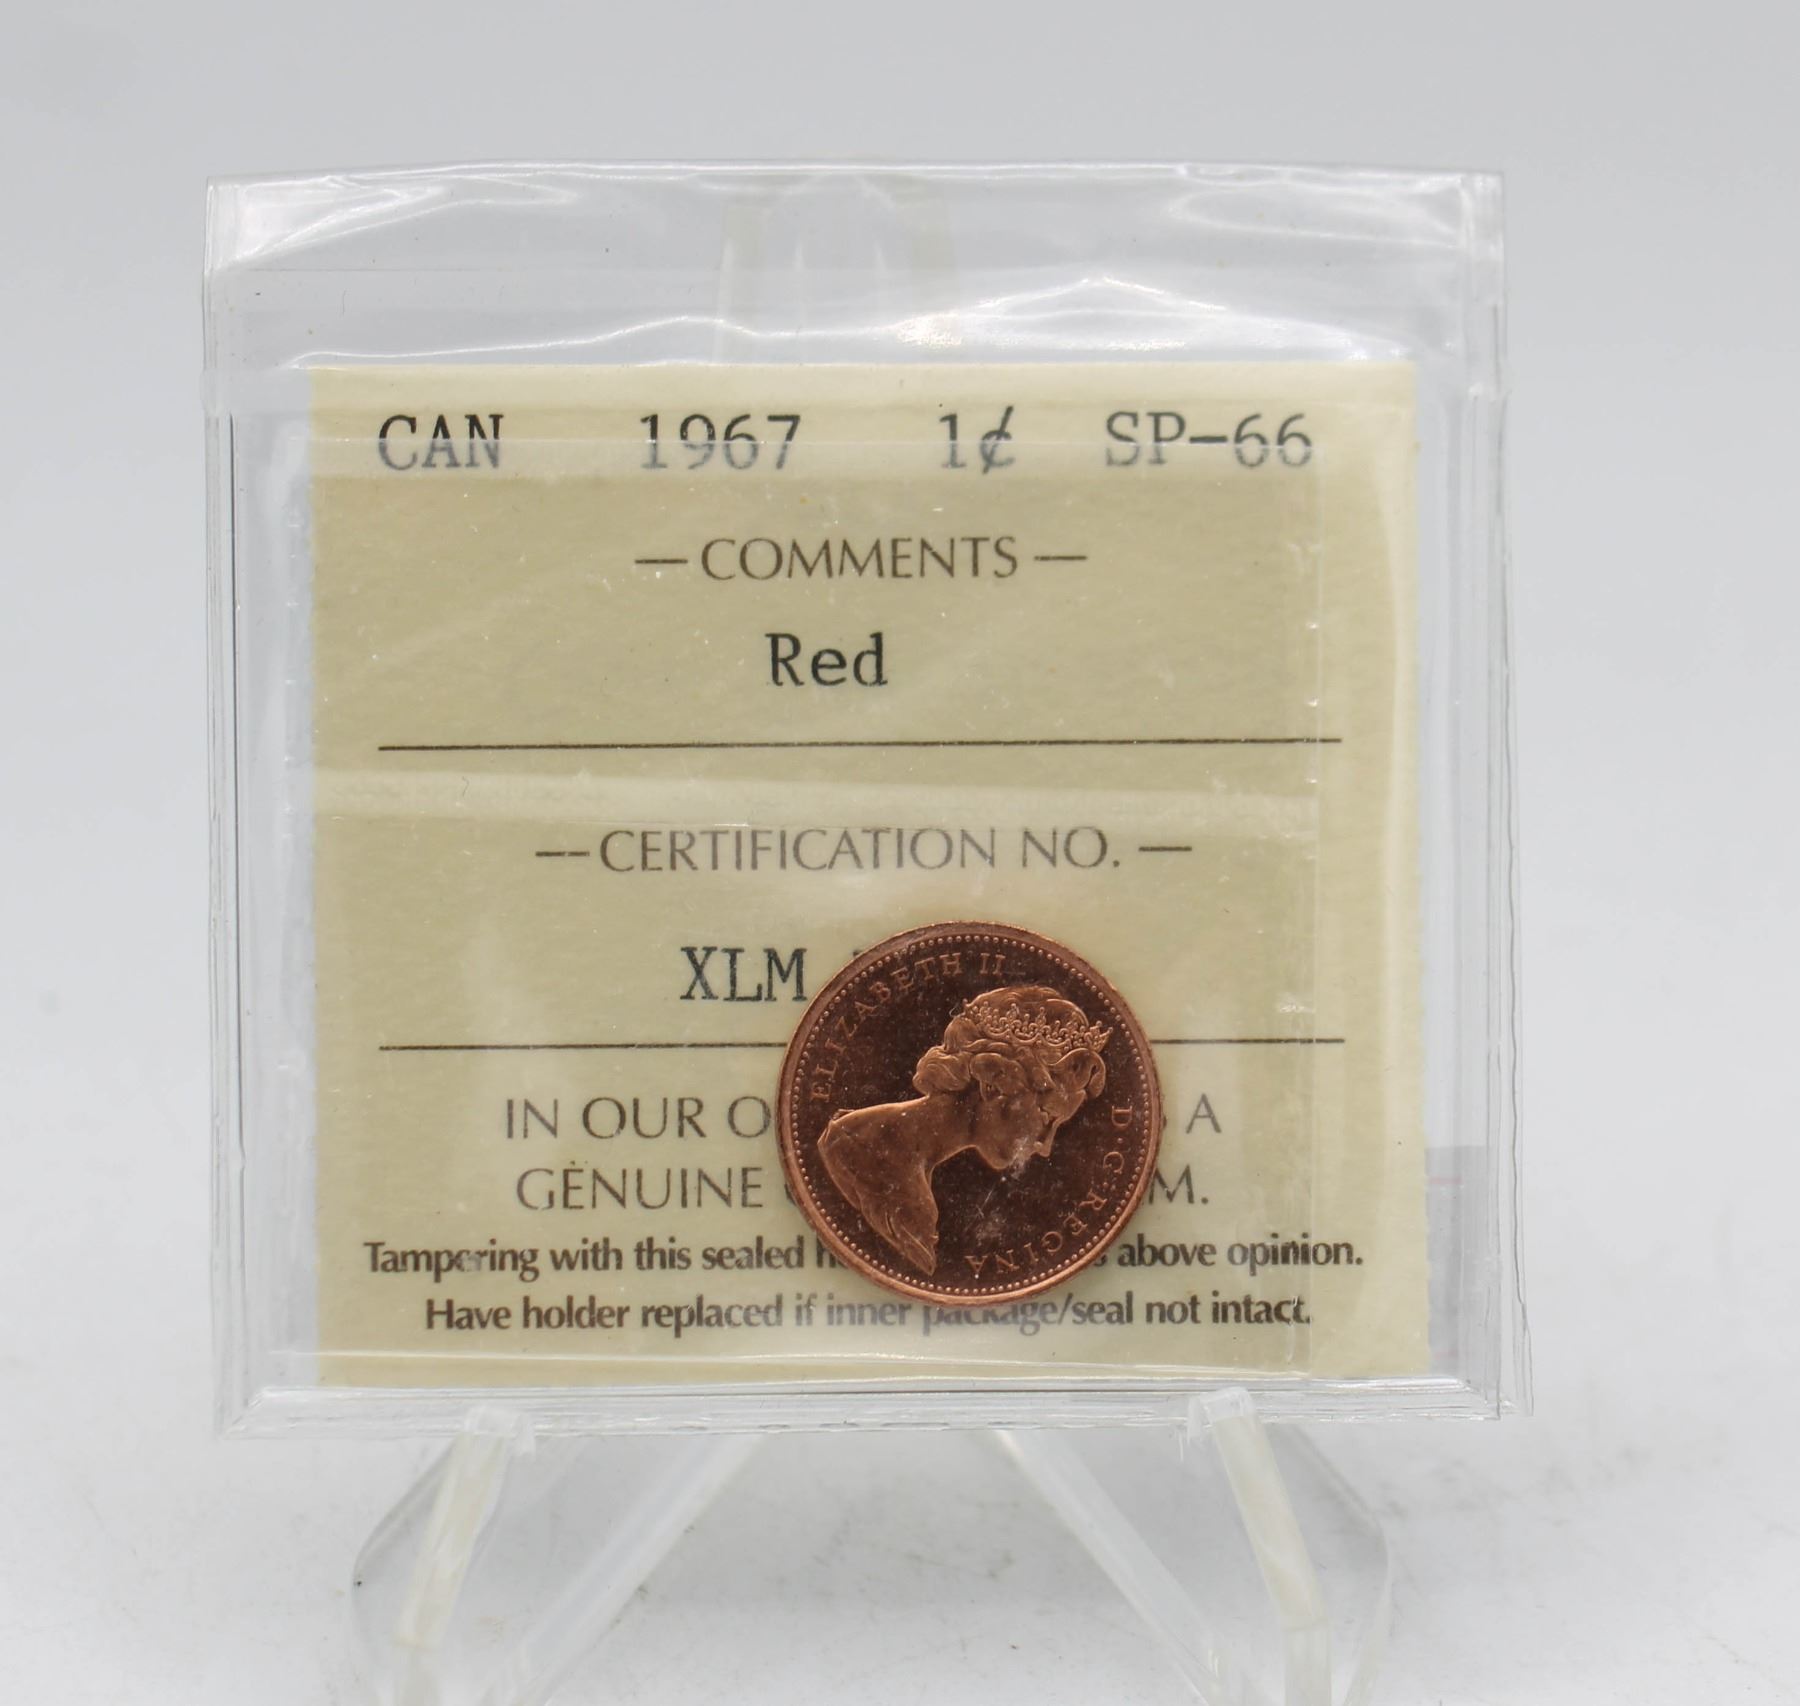 CAN 1967 1¢ SP-66
— COMMENTS —
Red
— CERTIFICATION NO. —
XLM
IN OUR A
GENUINE
Tampering with this sealed above opinion.
Have holder replaced if inner package/seal not intact.
ELIZABETH II D·G·REGINA